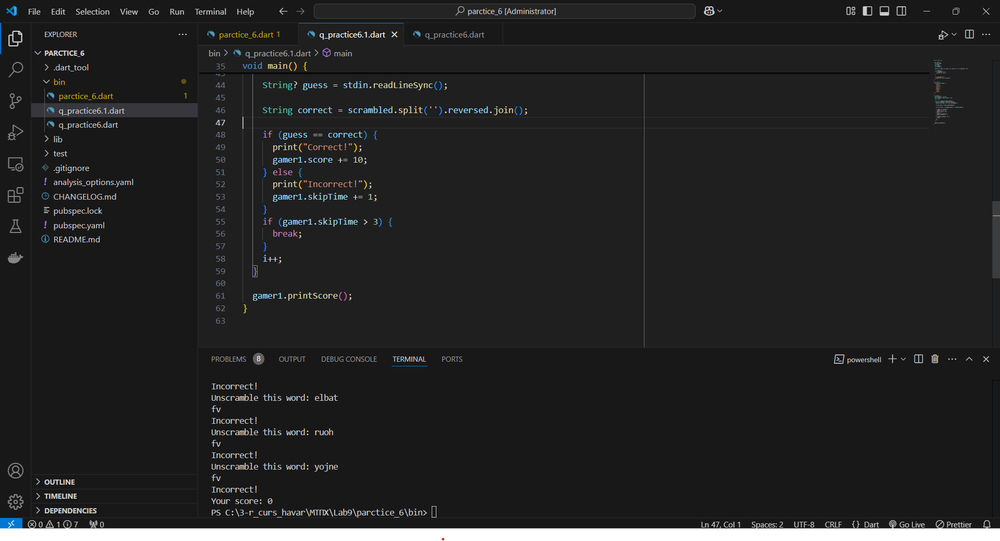 File Edit Selection View Go Run Terminal Help
parctice_6 [Administrator]
EXPLORER
PARCTICE_6
.dart_tool
bin
parctice_6.dart 1
q_practice6.1.dart
q_practice6.dart
lib
test
.gitignore
analysis_options.yaml
CHANGELOG.md
pubspec.lock
pubspec.yaml
README.md
OUTLINE
TIMELINE
DEPENDENCIES
parctice_6.dart 1 q_practice6.1.dart q_practice6.dart
bin > q_practice6.1.dart > main
35 void main() {
44 String? guess = stdin.readLineSync();
45
46 String correct = scrambled.split('').reversed.join();
47
48 if (guess == correct) {
49 print("Correct!");
50 gamer1.score += 10;
51 } else {
52 print("Incorrect!");
53 gamer1.skipTime += 1;
54 }
55 if (gamer1.skipTime > 3) {
56 break;
57 }
58 i++;
59 }
60
61 gamer1.printScore();
62 }
63
PROBLEMS 8 OUTPUT DEBUG CONSOLE TERMINAL PORTS
powershell
Incorrect!
Unscramble this word: elbat
fv
Incorrect!
Unscramble this word: ruoh
fv
Incorrect!
Unscramble this word: yojne
fv
Incorrect!
Your score: 0
PS C:\3-r_curs_havar\МТПХ\Lab9\parctice_6\bin>
0 1 7 0
Ln 47, Col 1 Spaces: 2 UTF-8 CRLF {} Dart Go Live Prettier